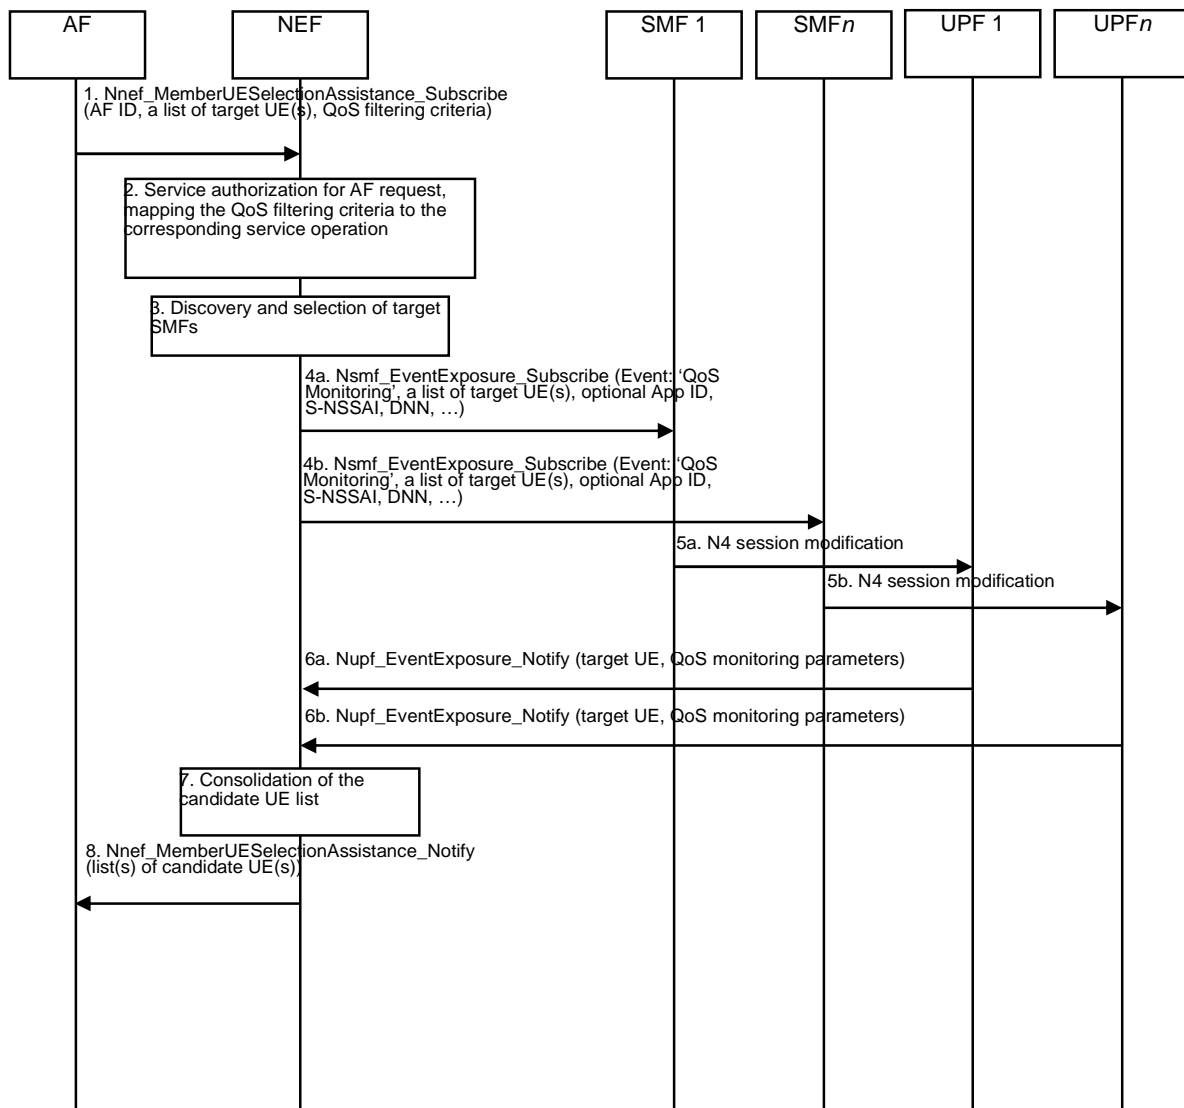 AF
NEF
SMF 1
SMFn
UPF 1
UPFn
1. Nnef_MemberUESelectionAssistance_Subscribe
(AF ID, a list of target UE(s), QoS filtering criteria)
2. Service authorization for AF request,
mapping the QoS filtering criteria to the
corresponding service operation
3. Discovery and selection of target
SMFs
4a. Nsmf_EventExposure_Subscribe (Event: ‘QoS
Monitoring’, a list of target UE(s), optional App ID,
S-NSSAI, DNN, …)
4b. Nsmf_EventExposure_Subscribe (Event: ‘QoS
Monitoring’, a list of target UE(s), optional App ID,
S-NSSAI, DNN, …)
5a. N4 session modification
5b. N4 session modification
6a. Nupf_EventExposure_Notify (target UE, QoS monitoring parameters)
6b. Nupf_EventExposure_Notify (target UE, QoS monitoring parameters)
7. Consolidation of the
candidate UE list
8. Nnef_MemberUESelectionAssistance_Notify
(list(s) of candidate UE(s))